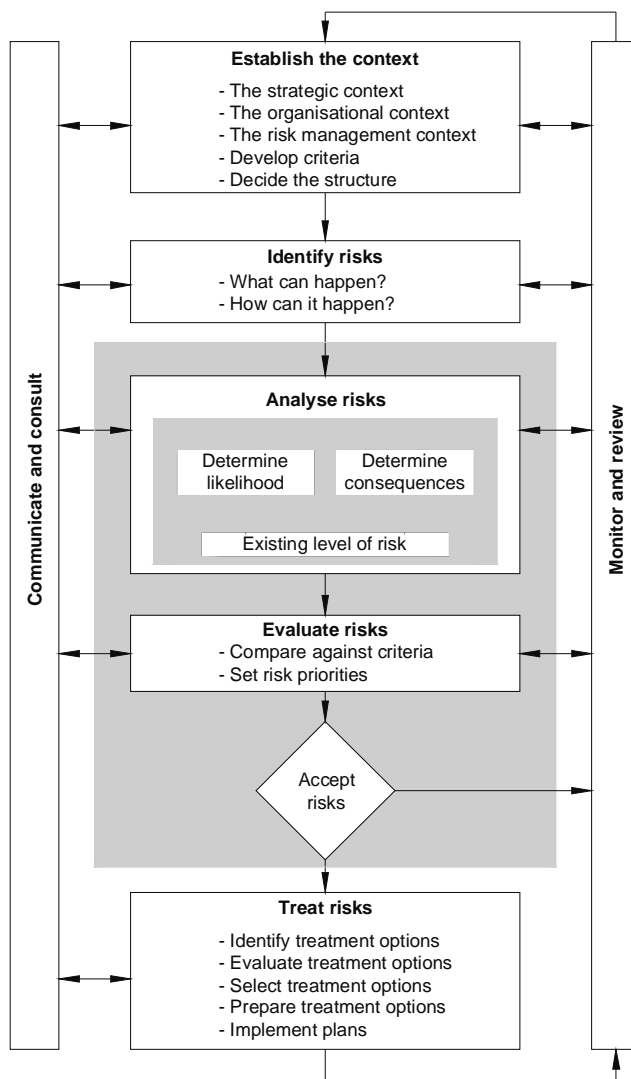 Establish the context
- The strategic context
- The organisational context
- The risk management context
- Develop criteria
- Decide the structure
Identify risks
- What can happen?
- How can it happen?
Communicate and consult
Monitor and review
Analyse risks
Determine
likelihood
Determine
consequences
Existing level of risk
Evaluate risks
- Compare against criteria
- Set risk priorities
Accept
risks
Treat risks
- Identify treatment options
- Evaluate treatment options
- Select treatment options
- Prepare treatment options
- Implement plans